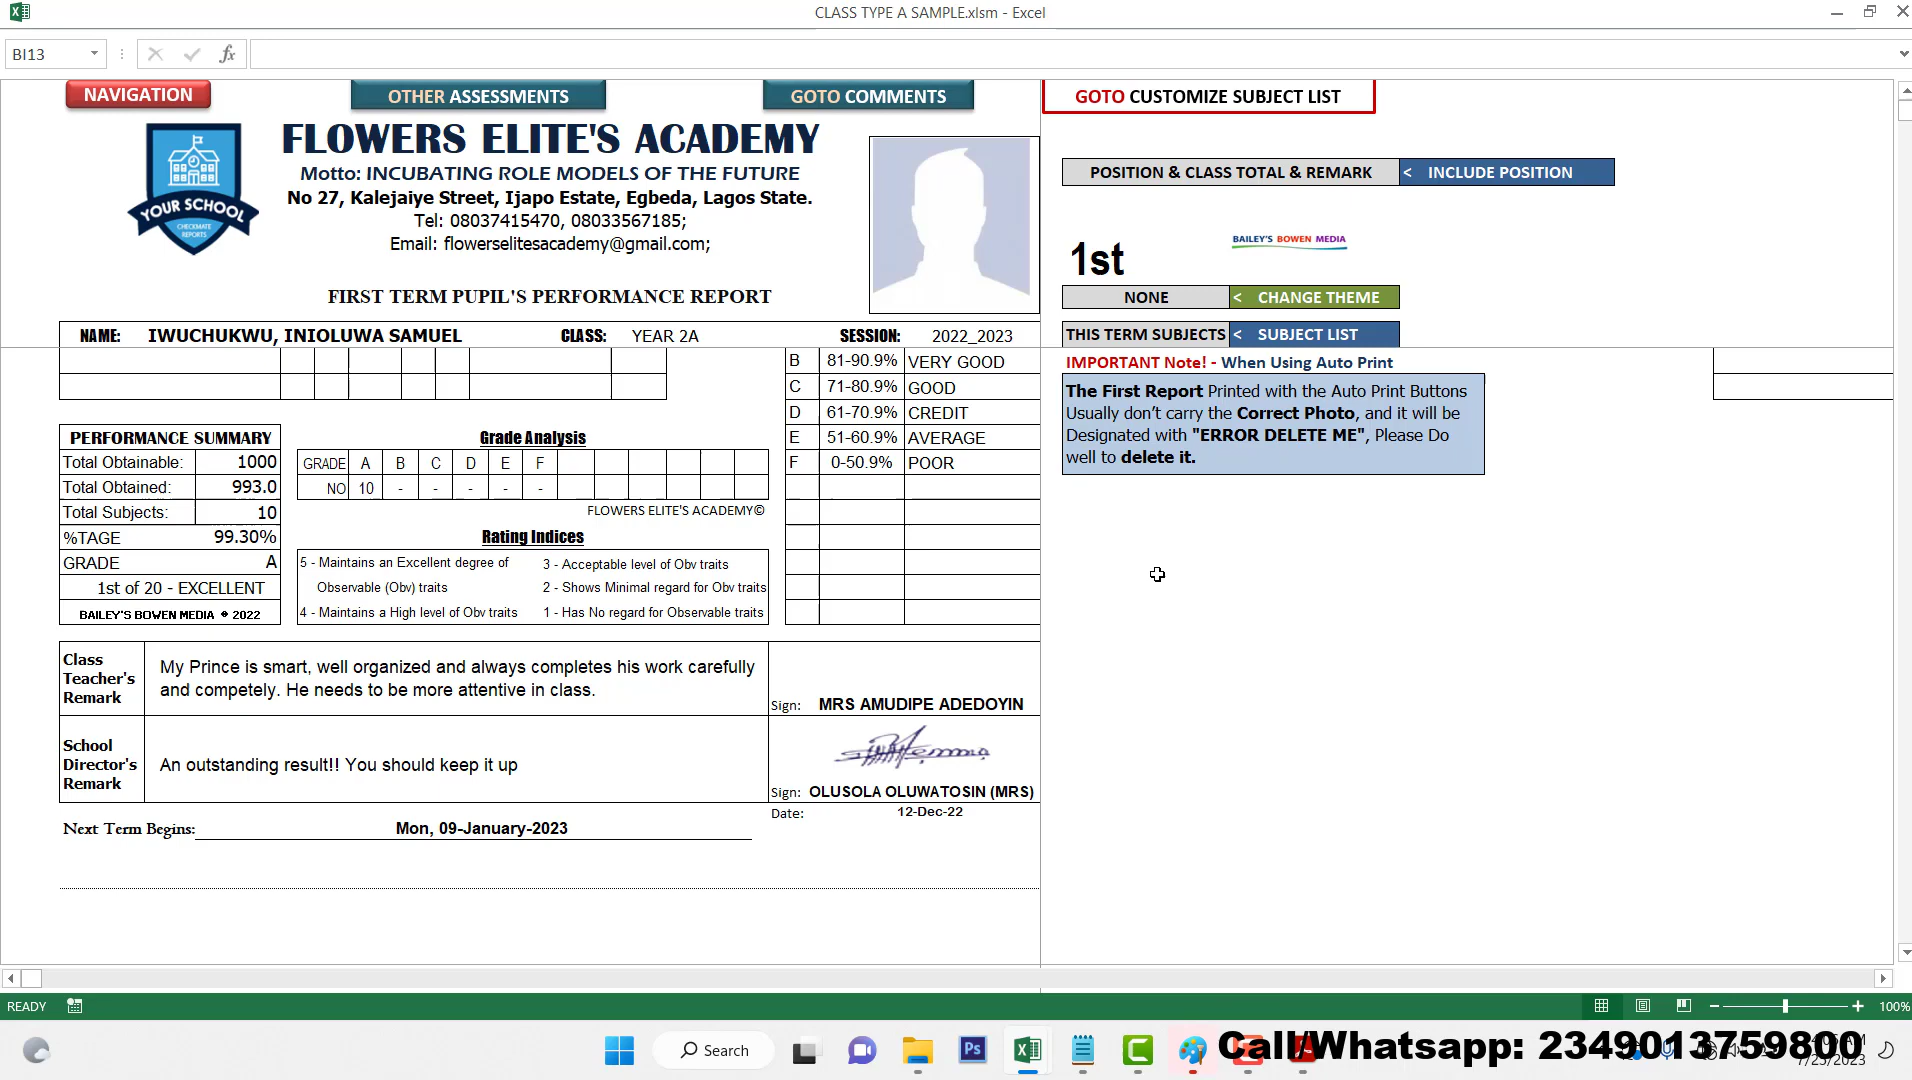 CLASS TYPE A SAMPLE.xlsm - Excel
BI13
fx
NAVIGATION
OTHER ASSESSMENTS
GOTO COMMENTS
GOTO CUSTOMIZE SUBJECT LIST
YOUR SCHOOL
CHECKMATE
REPORTS
FLOWERS ELITE'S ACADEMY
Motto: INCUBATING ROLE MODELS OF THE FUTURE
No 27, Kalejaiye Street, Ijapo Estate, Egbeda, Lagos State.
Tel: 08037415470, 08033567185;
Email: flowerselitesacademy@gmail.com;
FIRST TERM PUPIL'S PERFORMANCE REPORT
POSITION & CLASS TOTAL & REMARK < INCLUDE POSITION
1st
BAILEY'S BOWEN MEDIA
NONE < CHANGE THEME
THIS TERM SUBJECTS < SUBJECT LIST
NAME: IWUCHUKWU, INIOLUWA SAMUEL CLASS: YEAR 2A SESSION: 2022_2023
B 81-90.9% VERY GOOD
C 71-80.9% GOOD
D 61-70.9% CREDIT
E 51-60.9% AVERAGE
F 0-50.9% POOR
IMPORTANT Note! - When Using Auto Print
The First Report Printed with the Auto Print Buttons
Usually don't carry the Correct Photo, and it will be
Designated with "ERROR DELETE ME", Please Do
well to delete it.
PERFORMANCE SUMMARY
Total Obtainable: 1000
Total Obtained: 993.0
Total Subjects: 10
%TAGE 99.30%
GRADE A
1st of 20 - EXCELLENT
BAILEY'S BOWEN MEDIA ® 2022
Grade Analysis
GRADE A B C D E F
NO 10 - - - - -
FLOWERS ELITE'S ACADEMY©
Rating Indices
5 - Maintains an Excellent degree of
Observable (Obv) traits
4 - Maintains a High level of Obv traits
3 - Acceptable level of Obv traits
2 - Shows Minimal regard for Obv traits
1 - Has No regard for Observable traits
Class
Teacher's
Remark
My Prince is smart, well organized and always completes his work carefully
and competely. He needs to be more attentive in class.
Sign: MRS AMUDIPE ADEDOYIN
School
Director's
Remark
An outstanding result!! You should keep it up
Sign: OLUSOLA OLUWATOSIN (MRS)
Date: 12-Dec-22
Next Term Begins: Mon, 09-January-2023
READY
100%
Search
Ps
Call/Whatsapp: 2349013759800